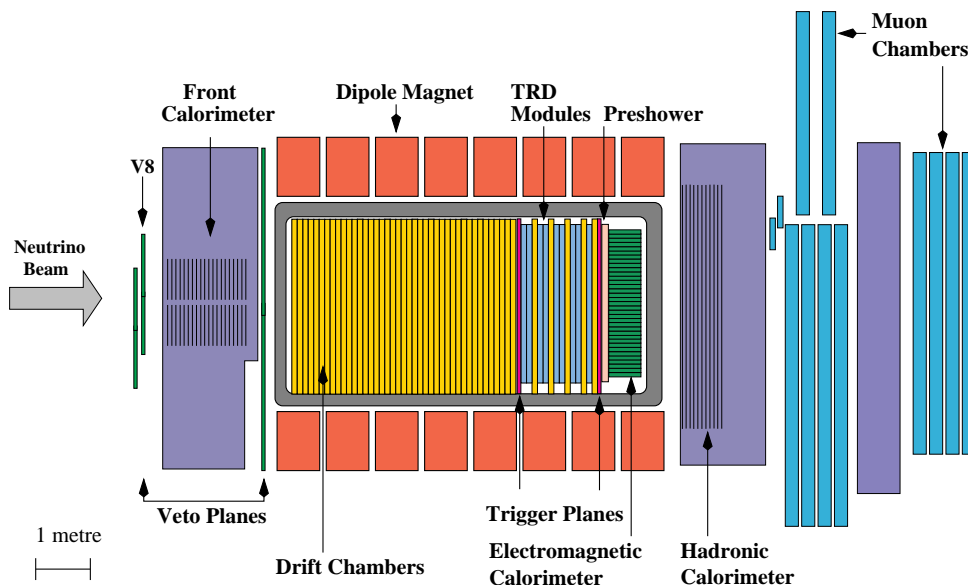 Muon
Chambers
Front
Calorimeter
Dipole Magnet
TRD
Modules
Preshower
V8
Neutrino
Beam
Veto Planes
Trigger Planes
1 metre
Drift Chambers
Electromagnetic
Calorimeter
Hadronic
Calorimeter